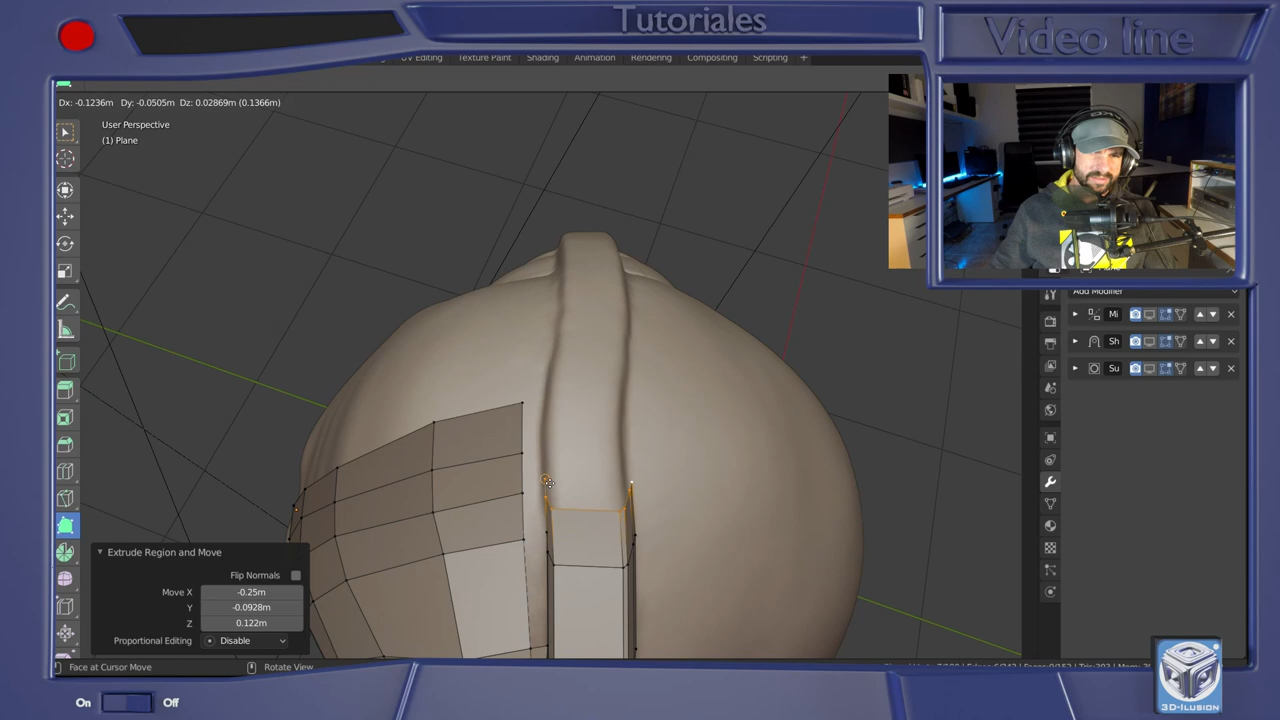 Tutoriales
Video line
UV Editing Texture Paint Shading Animation Rendering Compositing Scripting +
Dx: -0.1236m Dy: -0.0505m Dz: 0.02869m (0.1366m)
User Perspective
(1) Plane
Add Modifier
Mi
Sh
Su
Extrude Region and Move
Flip Normals
Move X -0.25m
Y -0.0928m
Z 0.122m
Proportional Editing Disable
Face at Cursor Move Rotate View
On Off
3D-ILUSION